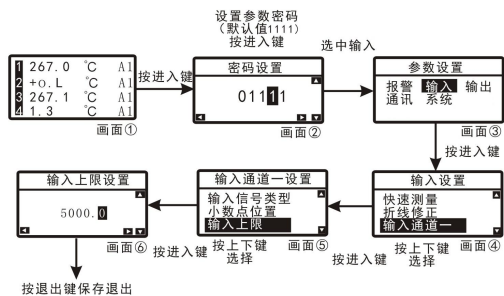 设置参数密码
(默认值1111)
按进入键
选中输入
1 267.0 ℃ A1
2 +o.L ℃ A1
3 267.1 ℃ A1
4 1.3 ℃ A1
画面①
按进入键
密码设置
01111
画面②
参数设置
报警 输入 输出
通讯 系统
画面③
按进入键
输入设置
快速测量
折线修正
输入通道一
画面④
按上下键
选择
按进入键
输入通道一设置
输入信号类型
小数点位置
输入上限
画面⑤
按上下键
选择
按进入键
输入上限设置
5000.0
画面⑥
按退出键保存退出